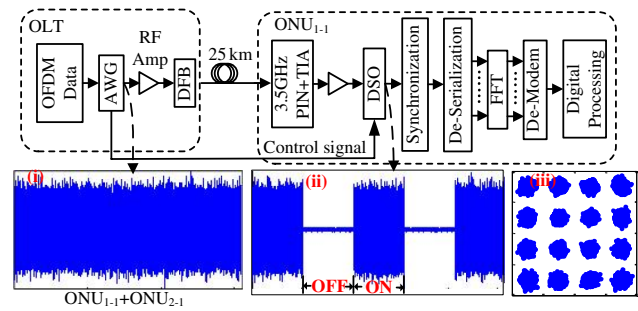 OLT
OFDM Data
AWG
RF Amp
DFB
25 km
ONU1-1
3.5GHz PIN+TIA
DSO
Synchronization
De-Serialization
FFT
De-Modem
Digital Processing
Control signal
(i)
(ii)
(iii)
OFF
ON
ONU1-1+ONU2-1